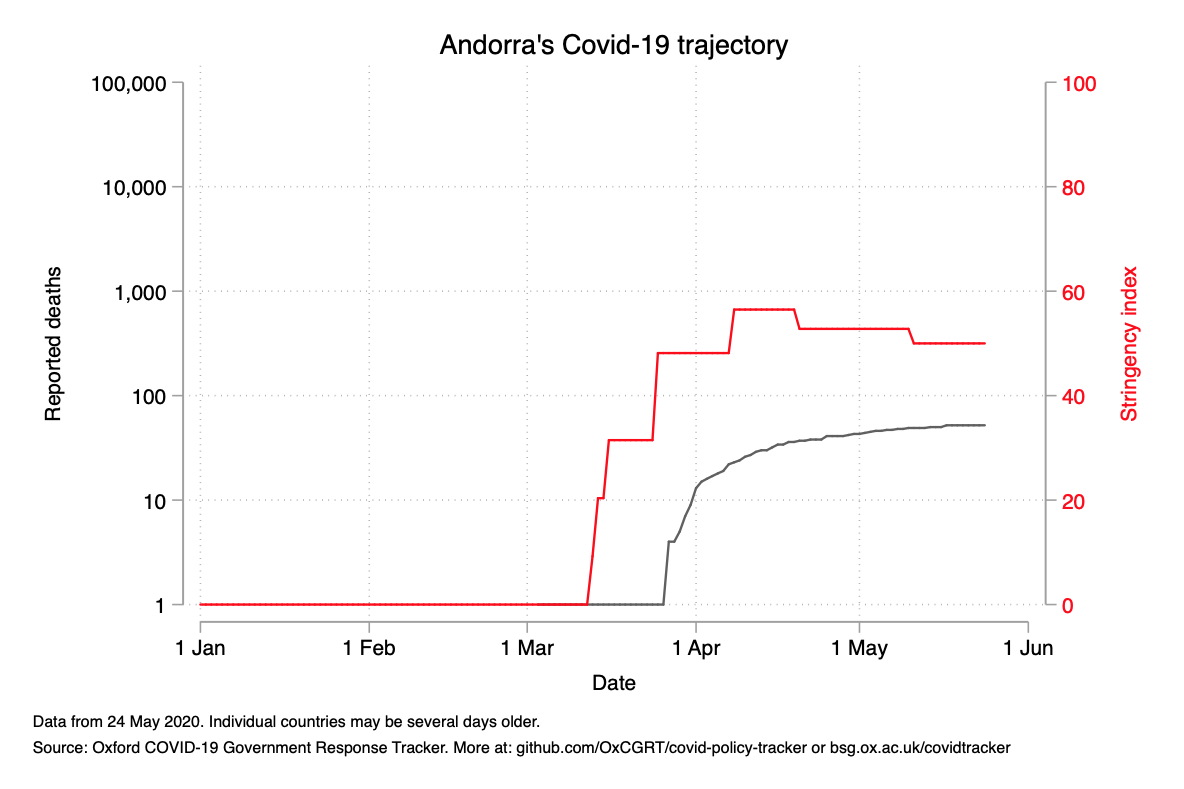 Andorra's Covid-19 trajectory
100,000
10,000
1,000
100
10
1
Reported deaths
100
80
60
40
20
0
Stringency index
1 Jan
1 Feb
1 Mar
1 Apr
1 May
1 Jun
Date
Data from 24 May 2020. Individual countries may be several days older.
Source: Oxford COVID-19 Government Response Tracker. More at: github.com/OxCGRT/covid-policy-tracker or bsg.ox.ac.uk/covidtracker